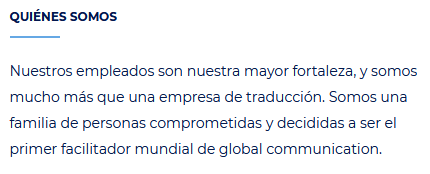 QUIÉNES SOMOS
Nuestros empleados son nuestra mayor fortaleza, y somos
mucho más que una empresa de traducción. Somos una
familia de personas comprometidas y decididas a ser el
primer facilitador mundial de global communication.